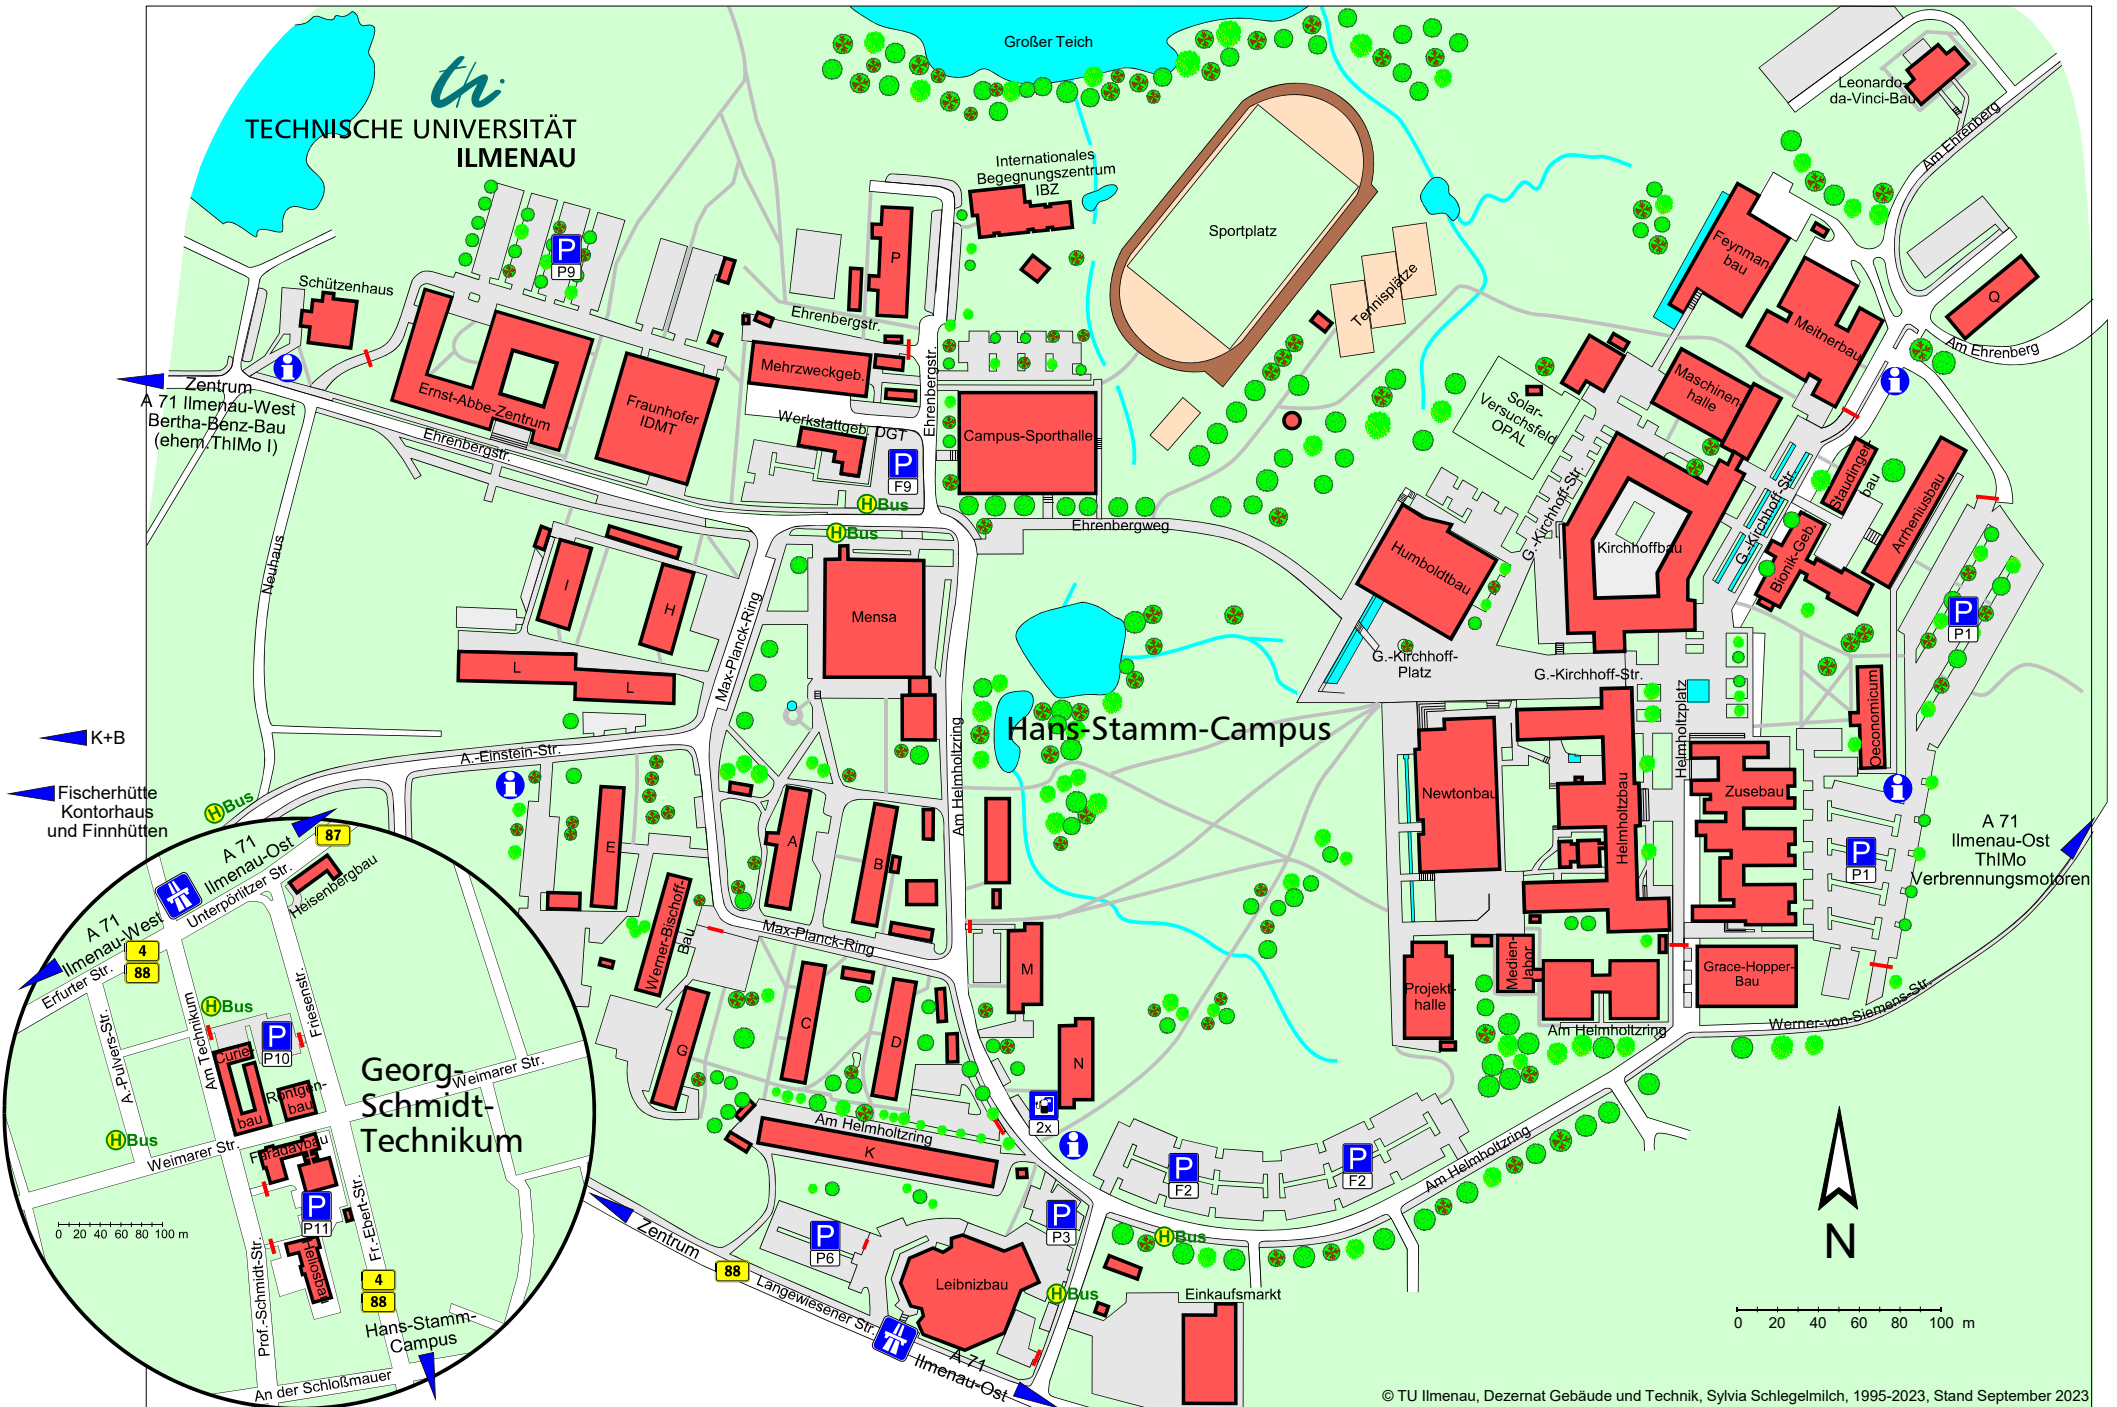 Großer Teich
TECHNISCHE UNIVERSITÄT
ILMENAU
Leonardo-
da-Vinci-Bau
Am Ehrenberg
Internationales
Begegnungszentrum
IBZ
Sportplatz
Tennisplätze
Feynman
bau
Meitnerbau
Q
Am Ehrenberg
P
P9
Schützenhaus
P
Ehrenbergstr.
Mehrzweckgeb.
Werkstattgeb. DGT
Ehrenbergstr.
Ernst-Abbe-Zentrum
Fraunhofer
IDMT
Campus-Sporthalle
P
F9
Zentrum
A 71 Ilmenau-West
Bertha-Benz-Bau
(ehem.ThIMo I)
Ehrenbergstr.
H Bus
H Bus
Ehrenbergweg
Maschinen
halle
Solar-
Versuchsfeld
OPAL
Staudinger-
bau
Arrheniusbau
G.-Kirchhoff-Str.
G.-Kirchhoff-Str.
Kirchhoffbau
Humboldtbau
Bionik-Geb.
P
P1
Neuhaus
I
H
L
L
Max-Planck-Ring
Mensa
G.-Kirchhoff-
Platz
G.-Kirchhoff-Str.
Helmholtzplatz
Oeconomicum
Hans-Stamm-Campus
Am Helmholtzring
K+B
A.-Einstein-Str.
Fischerhütte
Kontorhaus
und Finnhütten
H Bus
E
A
B
Werner-Bischoff-
Bau
Max-Planck-Ring
Newtonbau
Helmholtzbau
Zusebau
P
P1
A 71
Ilmenau-Ost
ThIMo
Verbrennungsmotoren
M
Projekt-
halle
Medien-
labor
Grace-Hopper-
Bau
Am Helmholtzring
Werner-von-Siemens-Str.
G
C
D
N
2x
Am Helmholtzring
K
P
F2
P
F2
Am Helmholtzring
P
P3
P
P6
H Bus
H Bus
Leibnizbau
Einkaufsmarkt
Zentrum
88
Langewiesener Str.
A 71
Ilmenau-Ost
A 71
Ilmenau-Ost
87
Unterpörlitzer Str.
Heisenbergbau
A 71
Ilmenau-West
4
88
Erfurter Str.
H Bus
A.-Pulvers-Str.
Am Technikum
Friesenstr.
P
P10
Curie-
bau
Röntgen-
bau
Georg-
Schmidt-
Technikum
Weimarer Str.
H Bus
Weimarer Str.
Faradaybau
P
P11
Heliosbau
Fr.-Ebert-Str.
Prof.-Schmidt-Str.
0 20 40 60 80 100 m
4
88
Hans-Stamm-
Campus
An der Schloßmauer
N
0 20 40 60 80 100 m
© TU Ilmenau, Dezernat Gebäude und Technik, Sylvia Schlegelmilch, 1995-2023, Stand September 2023